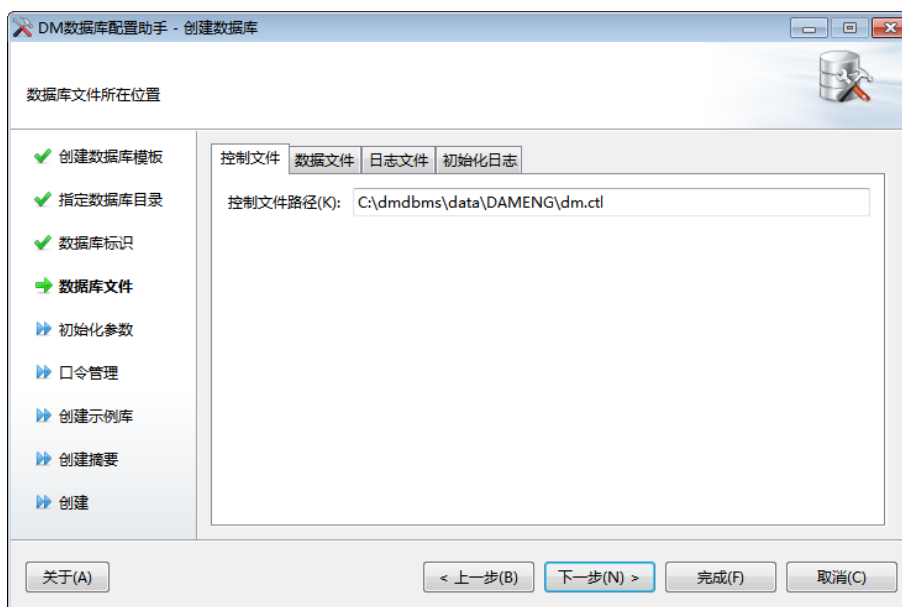 DM数据库配置助手 - 创建数据库
数据库文件所在位置
创建数据库模板
指定数据库目录
数据库标识
数据库文件
初始化参数
口令管理
创建示例库
创建摘要
创建
控制文件 数据文件 日志文件 初始化日志
控制文件路径(K): C:\dmdbms\data\DAMENG\dm.ctl
关于(A) < 上一步(B) 下一步(N) > 完成(F) 取消(C)